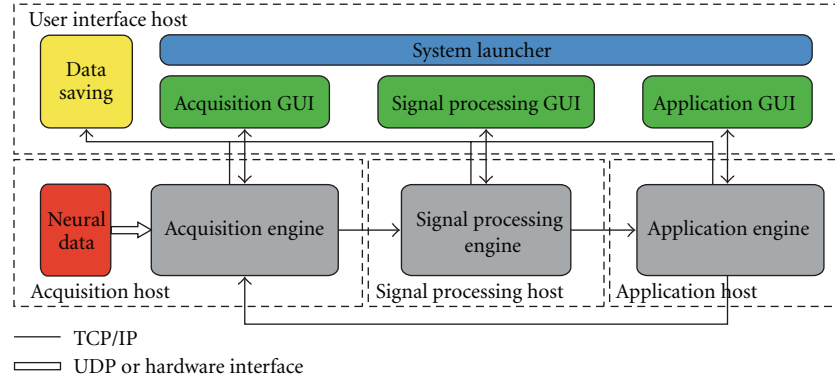 User interface host
System launcher
Data
saving
Acquisition GUI
Signal processing GUI
Application GUI
Neural
data
Acquisition engine
Signal processing
engine
Application engine
Acquisition host
Signal processing host
Application host
TCP/IP
UDP or hardware interface